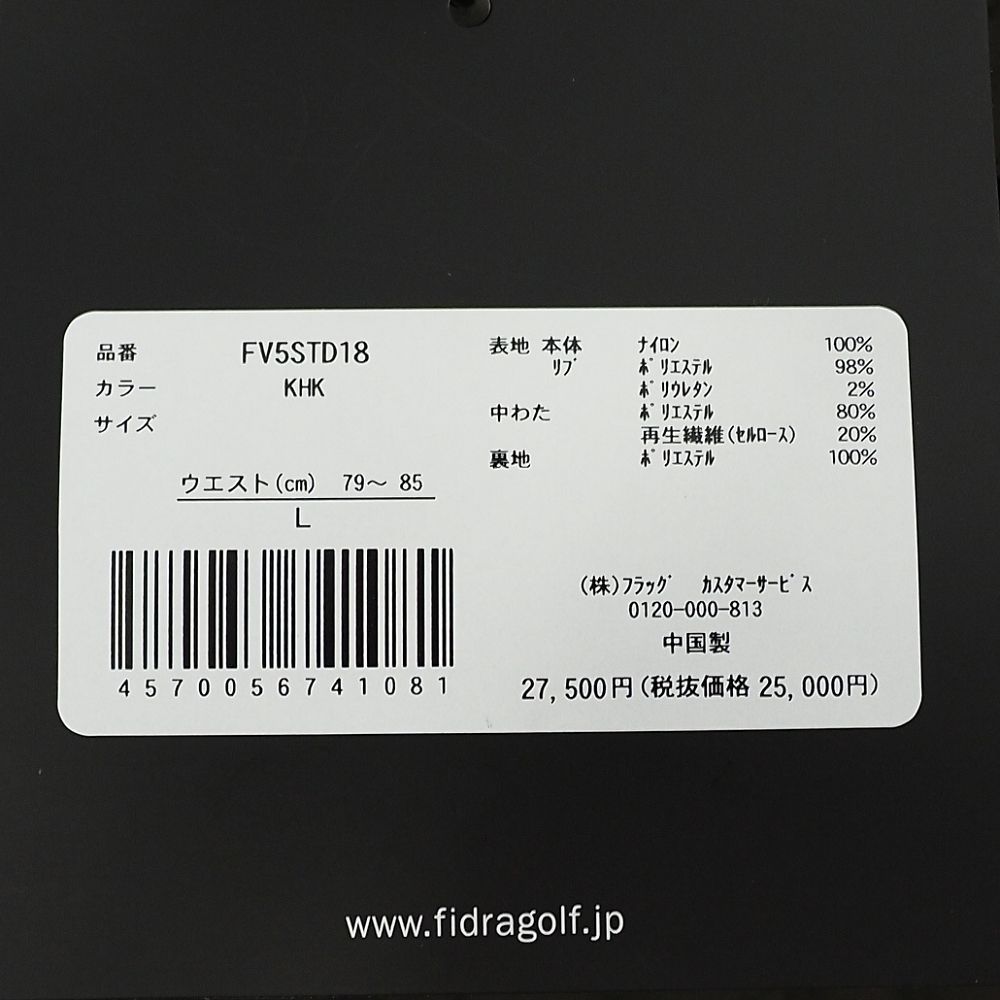 品番 FV5STD18
カラー KHK
サイズ
ウエスト(cm) 79～ 85
L
4570056741081
表地 本体 ﾅｲﾛﾝ 100%
ﾘﾌﾞ ﾎﾟﾘｴｽﾃﾙ 98%
ﾎﾟﾘｳﾚﾀﾝ 2%
中わた ﾎﾟﾘｴｽﾃﾙ 80%
再生繊維(ｾﾙﾛｰｽ) 20%
裏地 ﾎﾟﾘｴｽﾃﾙ 100%
(株)ﾌﾗｯｸﾞ ｶｽﾀﾏｰｻｰﾋﾞｽ
0120-000-813
中国製
27,500円(税抜価格 25,000円)
www.fidragolf.jp